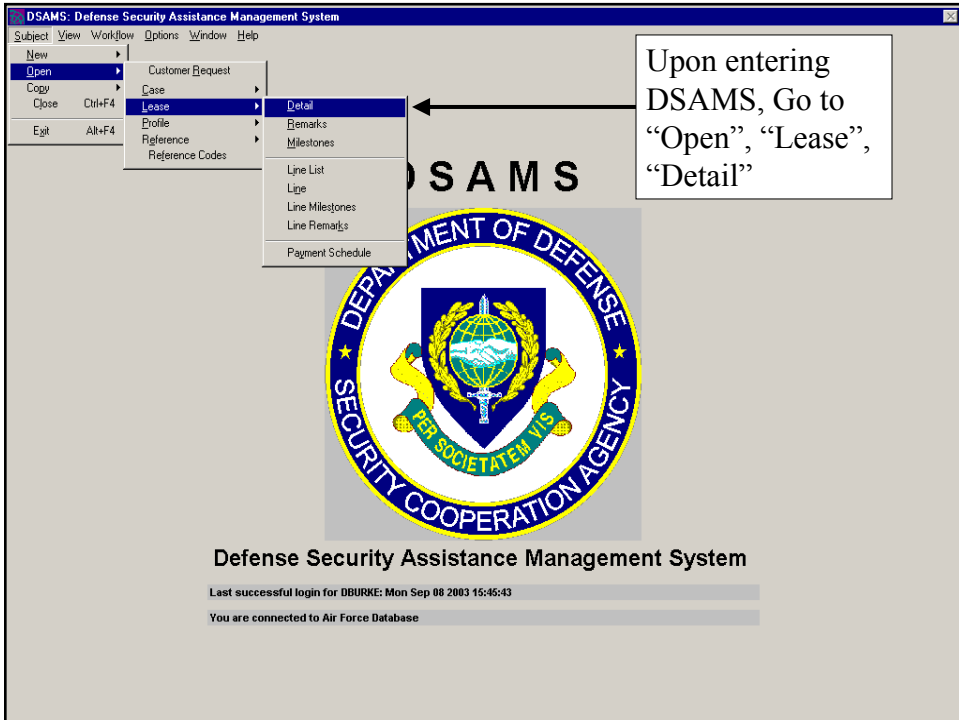 DSAMS: Defense Security Assistance Management System
Subject View Workflow Options Window Help
New
Open
Copy
Close Ctrl+F4
Exit Alt+F4
Customer Request
Case
Lease
Profile
Reference
Reference Codes
Detail
Remarks
Milestones
Line List
Line
Line Milestones
Line Remarks
Payment Schedule
Upon entering
DSAMS, Go to
“Open”, “Lease”,
“Detail”
D S A M S
DEPARTMENT OF DEFENSE
SECURITY COOPERATION AGENCY
PER SOCIETATEM VIS
Defense Security Assistance Management System
Last successful login for DBURKE: Mon Sep 08 2003 15:45:43
You are connected to Air Force Database